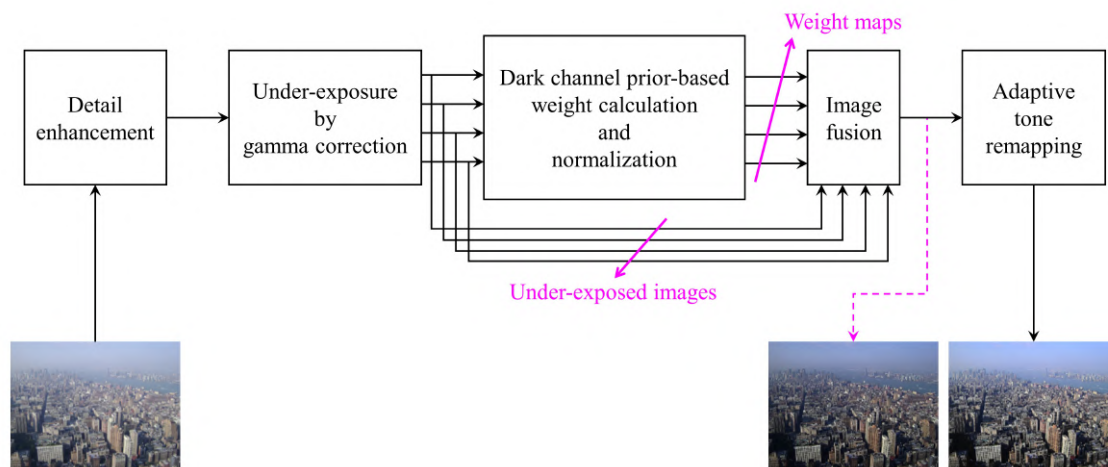 Weight maps
Detail
enhancement
Under-exposure
by
gamma correction
Dark channel prior-based
weight calculation
and
normalization
Image
fusion
Adaptive
tone
remapping
Under-exposed images